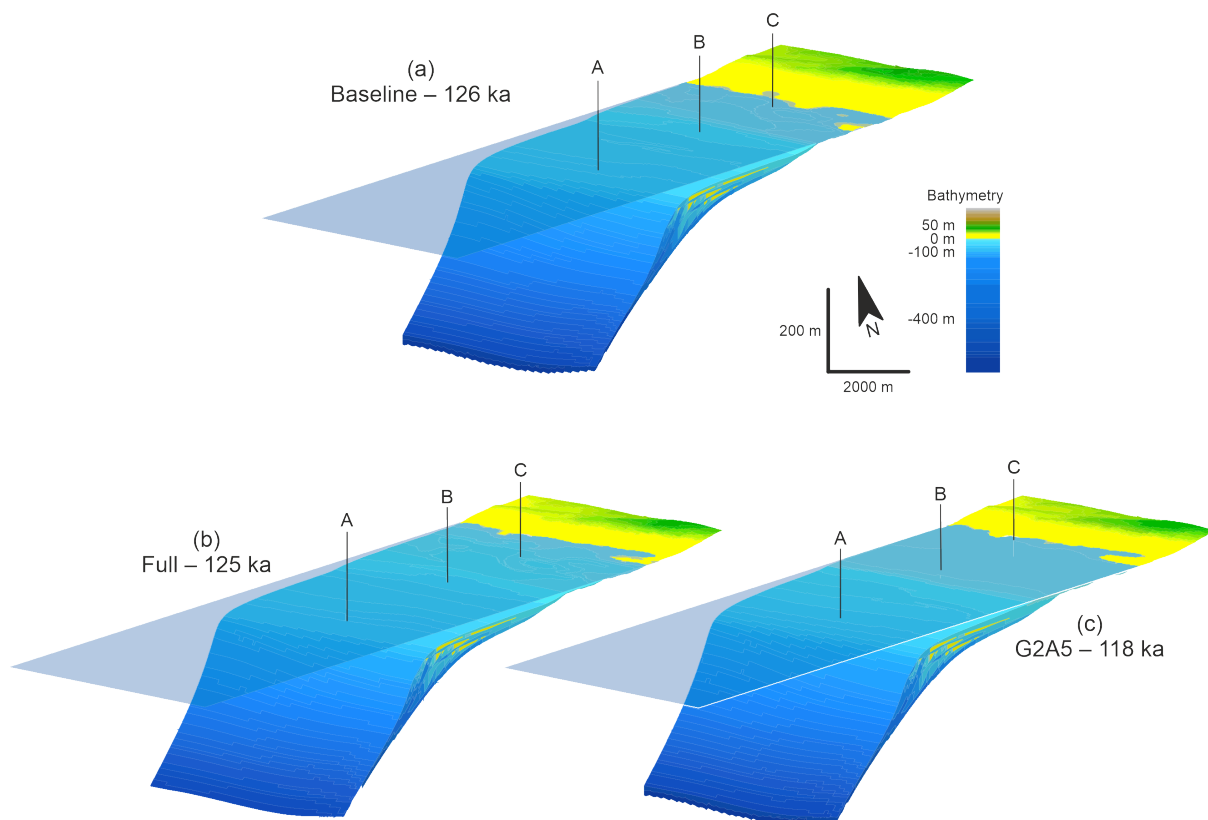 C
B
A
(a)
Baseline – 126 ka
Bathymetry
50 m
0 m
-100 m
-400 m
200 m
N
2000 m
C
B
A
(b)
Full – 125 ka
C
B
A
(c)
G2A5 – 118 ka